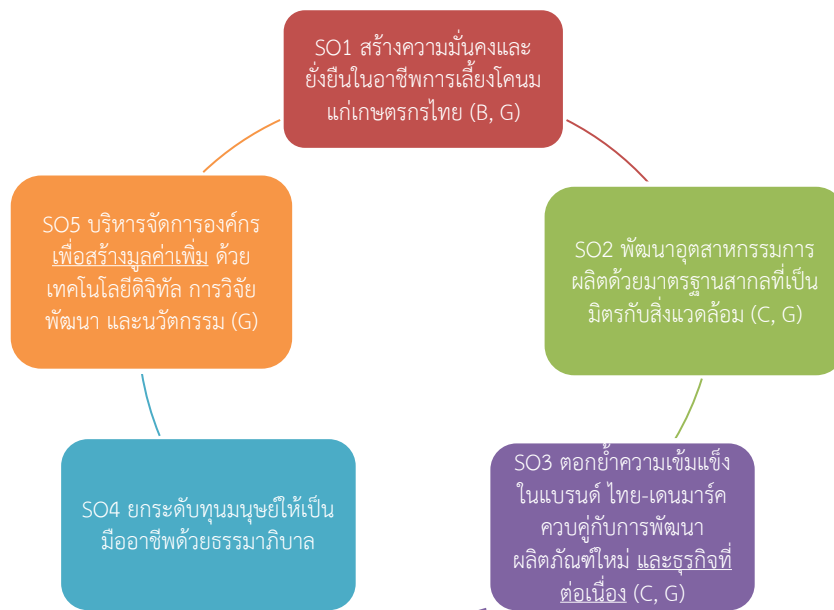 SO1 สร้างความมั่นคงและ
ยั่งยืนในอาชีพการเลี้ยงโคนม
แก่เกษตรกรไทย (B, G)
SO2 พัฒนาอุตสาหกรรมการ
ผลิตด้วยมาตรฐานสากลที่เป็น
มิตรกับสิ่งแวดล้อม (C, G)
SO3 ตอกย้ำความเข้มแข็ง
ในแบรนด์ ไทย-เดนมาร์ค
ควบคู่กับการพัฒนา
ผลิตภัณฑ์ใหม่ และธุรกิจที่
ต่อเนื่อง (C, G)
SO4 ยกระดับทุนมนุษย์ให้เป็น
มืออาชีพด้วยธรรมาภิบาล
SO5 บริหารจัดการองค์กร
เพื่อสร้างมูลค่าเพิ่ม ด้วย
เทคโนโลยีดิจิทัล การวิจัย
พัฒนา และนวัตกรรม (G)